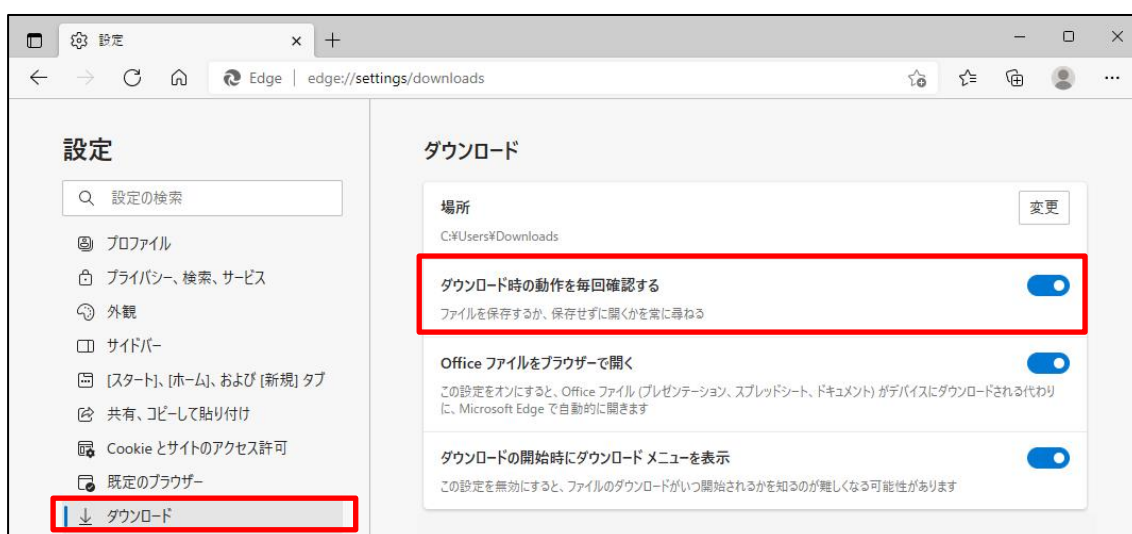 設定
Edge | edge://settings/downloads
設定
設定の検索
プロファイル
プライバシー、検索、サービス
外観
サイドバー
[スタート]、[ホーム]、および [新規] タブ
共有、コピーして貼り付け
Cookie とサイトのアクセス許可
既定のブラウザー
ダウンロード
ダウンロード
場所
変更
C:¥Users¥Downloads
ダウンロード時の動作を毎回確認する
ファイルを保存するか、保存せずに開くかを常に尋ねる
Office ファイルをブラウザーで開く
この設定をオンにすると、Office ファイル (プレゼンテーション、スプレッドシート、ドキュメント) がデバイスにダウンロードされる代わり
に、Microsoft Edge で自動的に開きます
ダウンロードの開始時にダウンロード メニューを表示
この設定を無効にすると、ファイルのダウンロードがいつ開始されるかを知るのが難しくなる可能性があります